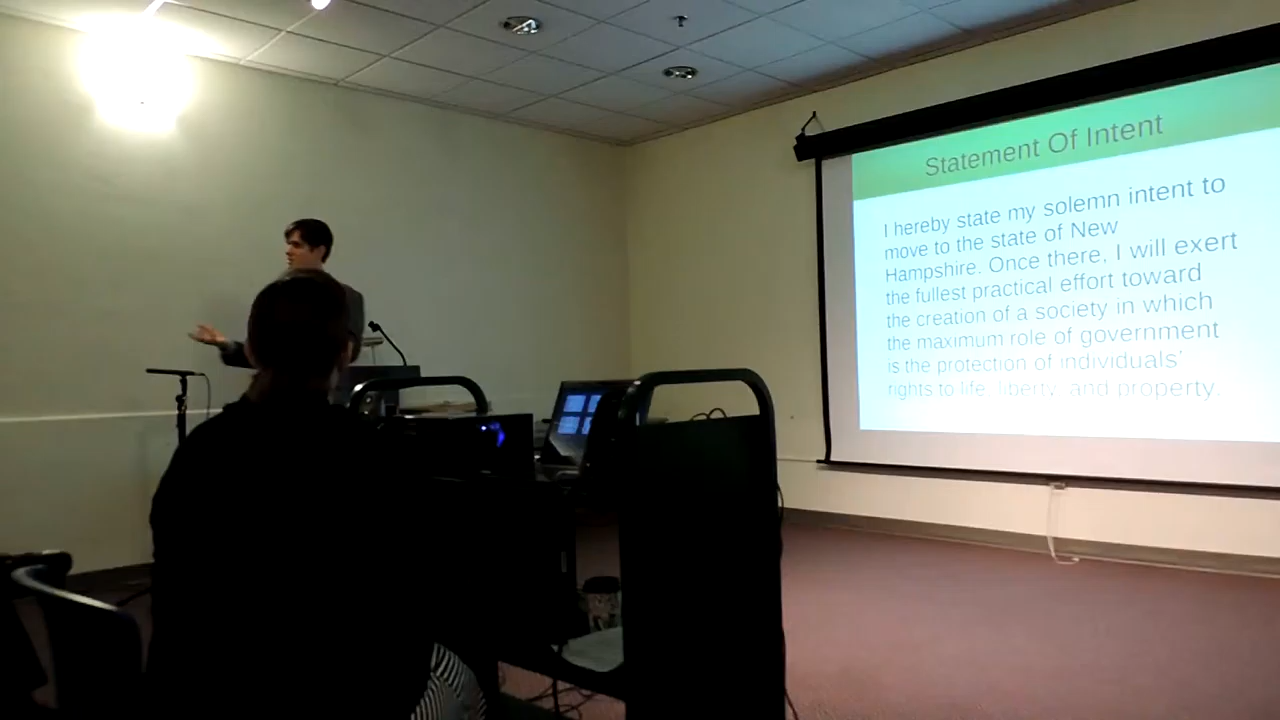 Statement Of Intent
I hereby state my solemn intent to
move to the state of New
Hampshire. Once there, I will exert
the fullest practical effort toward
the creation of a society in which
the maximum role of government
is the protection of individuals'
rights to life, liberty, and property.